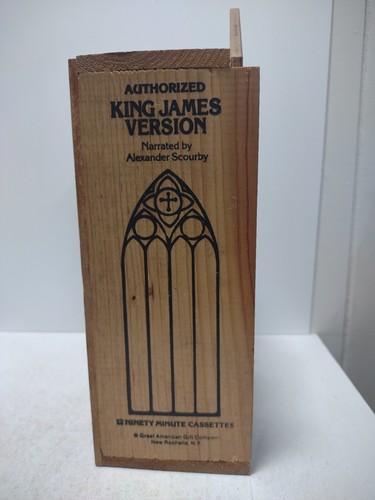 AUTHORIZED
KING JAMES
VERSION
Narrated by
Alexander Scourby
12 NINETY MINUTE CASSETTES
© Great American Gift Company
New Rochelle, N.Y.